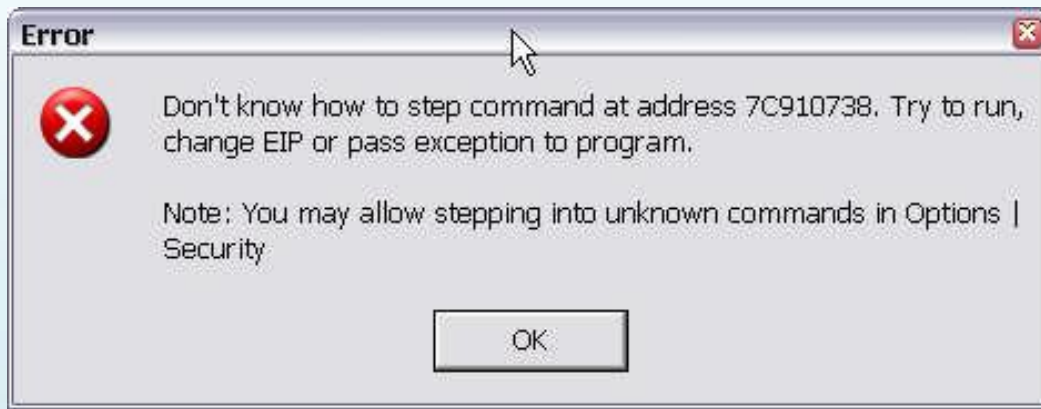 Error
Don't know how to step command at address 7C910738. Try to run,
change EIP or pass exception to program.
Note: You may allow stepping into unknown commands in Options |
Security
OK